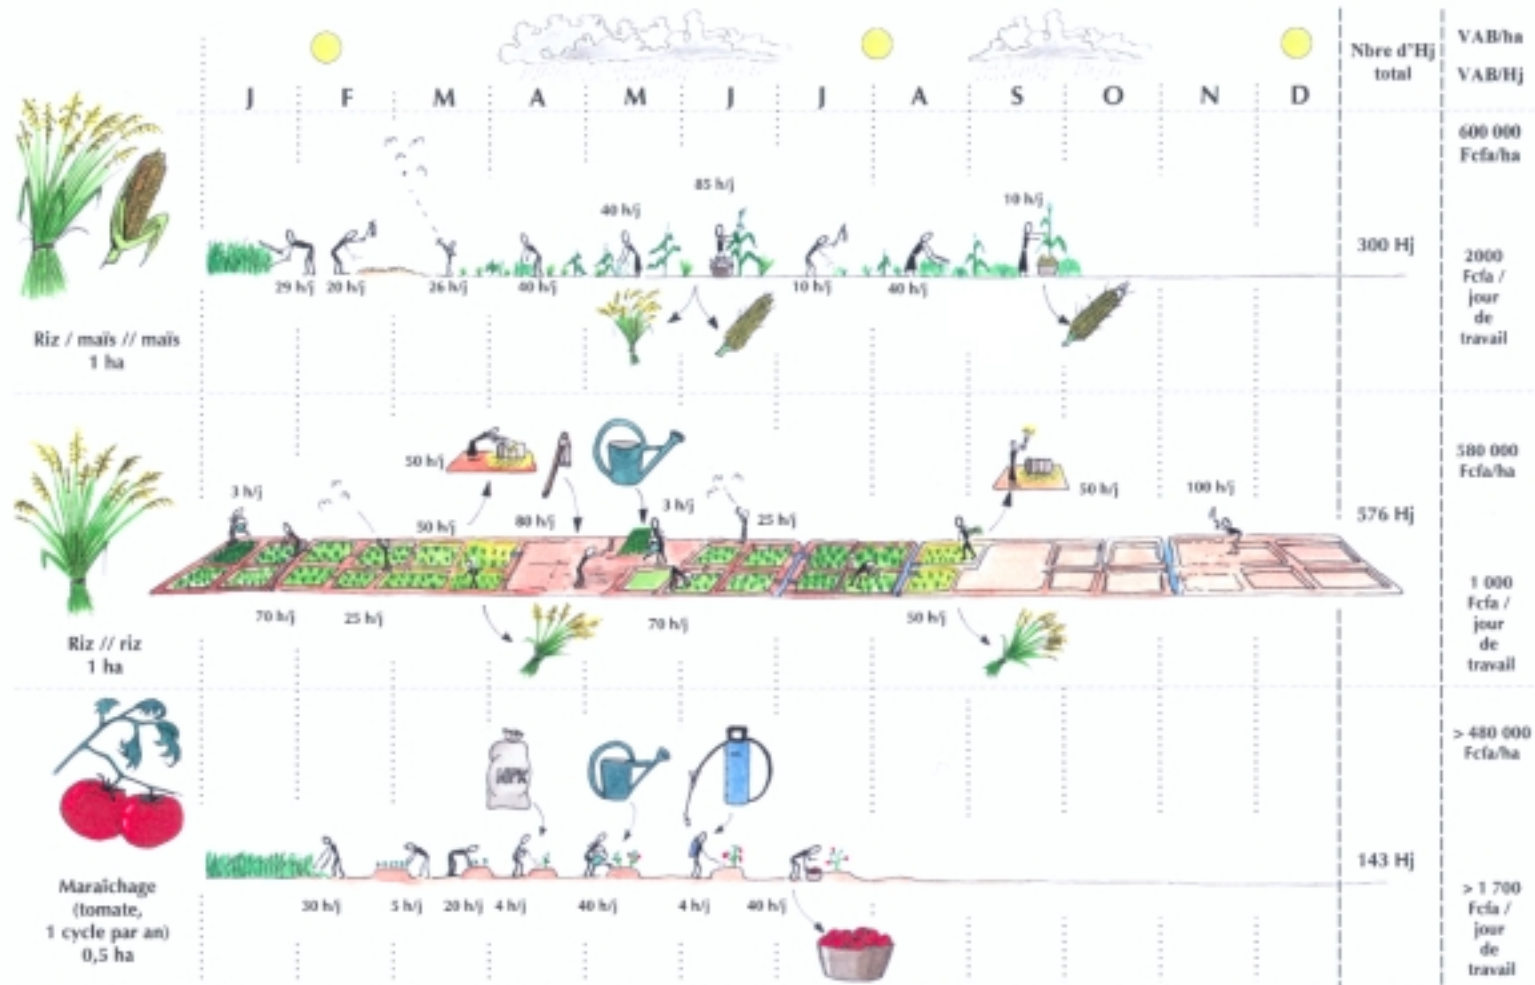 Nbre d'Hj
total
VAB/ha
VAB/Hj
J F M A M J J A S O N D
600 000
Fcfa/ha
85 h/j
40 h/j
10 h/j
300 Hj
2000
Fcfa /
jour
de
travail
29 h/j 20 h/j 26 h/j 40 h/j 10 h/j 40 h/j
Riz / maïs // maïs
1 ha
580 000
Fcfa/ha
50 h/j
3 h/j
50 h/j
80 h/j
3 h/j
25 h/j
50 h/j
100 h/j
576 Hj
70 h/j 25 h/j 70 h/j 50 h/j
1 000
Fcfa /
jour
de
travail
Riz // riz
1 ha
> 480 000
Fcfa/ha
NPK
143 Hj
30 h/j 5 h/j 20 h/j 4 h/j 40 h/j 4 h/j 40 h/j
Maraîchage
(tomate,
1 cycle par an)
0,5 ha
> 1 700
Fcfa /
jour
de
travail